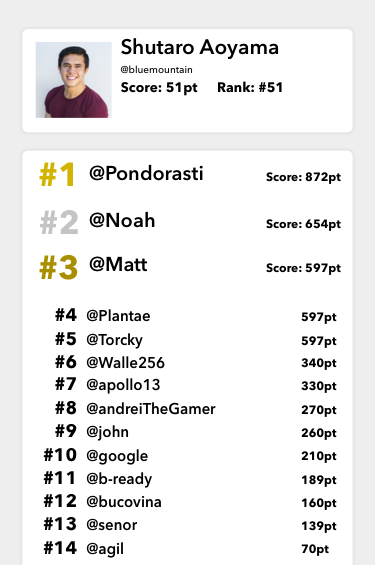 Shutaro Aoyama
@bluemountain
Score: 51pt Rank: #51
#1 @Pondorasti Score: 872pt
#2 @Noah Score: 654pt
#3 @Matt Score: 597pt
#4 @Plantae 597pt
#5 @Torcky 597pt
#6 @Walle256 340pt
#7 @apollo13 330pt
#8 @andreiTheGamer 270pt
#9 @john 260pt
#10 @google 210pt
#11 @b-ready 189pt
#12 @bucovina 160pt
#13 @senor 139pt
#14 @agil 70pt